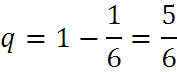 q = 1 − 1/6 = 5/6